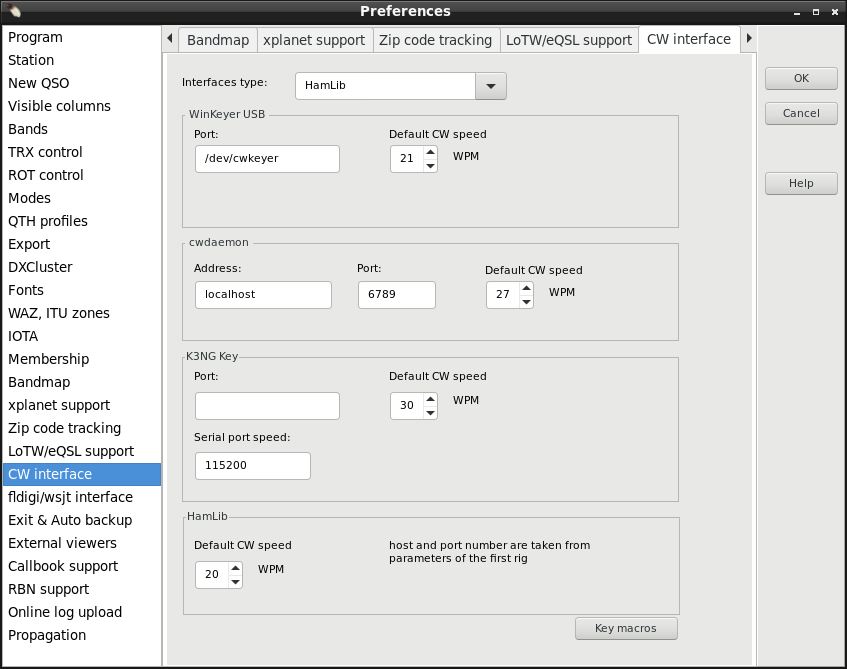 Preferences
Program
Station
New QSO
Visible columns
Bands
TRX control
ROT control
Modes
QTH profiles
Export
DXCluster
Fonts
WAZ, ITU zones
IOTA
Membership
Bandmap
xplanet support
Zip code tracking
LoTW/eQSL support
CW interface
fldigi/wsjt interface
Exit & Auto backup
External viewers
Callbook support
RBN support
Online log upload
Propagation
Bandmap xplanet support Zip code tracking LoTW/eQSL support CW interface
Interfaces type: HamLib
WinKeyer USB
Port: Default CW speed
/dev/cwkeyer 21 WPM
cwdaemon
Address: Port: Default CW speed
localhost 6789 27 WPM
K3NG Key
Port: Default CW speed
30 WPM
Serial port speed:
115200
HamLib
Default CW speed host and port number are taken from
parameters of the first rig
20 WPM
Key macros
OK
Cancel
Help